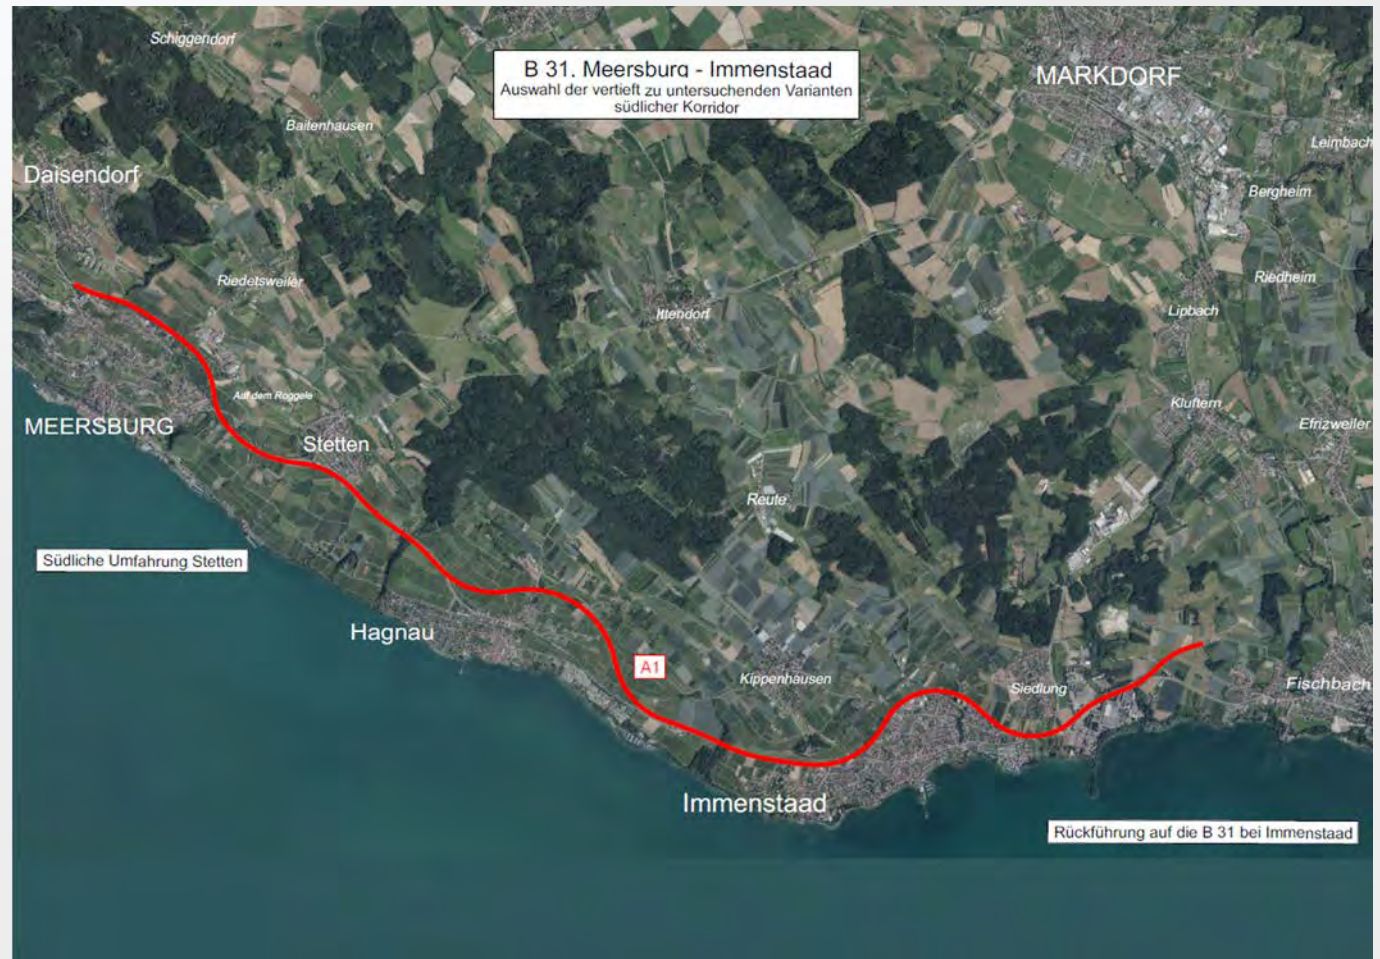 Schiggendorf
B 31. Meersburg - Immenstaad
Auswahl der vertieft zu untersuchenden Varianten
südlicher Korridor
MARKDORF
Baitenhausen
Leimbach
Daisendorf
Bergheim
Riedetsweiler
Riedheim
Ittendorf
Lipbach
Auf dem Roggele
Kluftern
MEERSBURG
Efrizweiler
Stetten
Reute
Südliche Umfahrung Stetten
Hagnau
A1
Kippenhausen
Siedlung
Fischbach
Immenstaad
Rückführung auf die B 31 bei Immenstaad